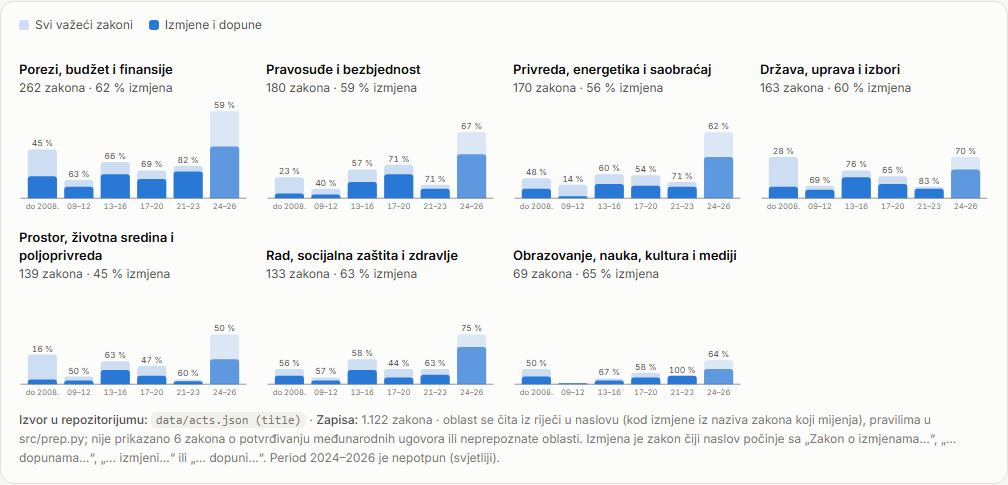 Svi važeći zakoni
Izmjene i dopune
Porezi, budžet i finansije
262 zakona · 62 % izmjena
45 %
63 %
66 %
69 %
82 %
59 %
do 2008.
09–12
13–16
17–20
21–23
24–26
Pravosuđe i bezbjednost
180 zakona · 59 % izmjena
23 %
40 %
57 %
71 %
71 %
67 %
do 2008.
09–12
13–16
17–20
21–23
24–26
Privreda, energetika i saobraćaj
170 zakona · 56 % izmjena
48 %
14 %
60 %
54 %
71 %
62 %
do 2008.
09–12
13–16
17–20
21–23
24–26
Država, uprava i izbori
163 zakona · 60 % izmjena
28 %
69 %
76 %
65 %
83 %
70 %
do 2008.
09–12
13–16
17–20
21–23
24–26
Prostor, životna sredina i
poljoprivreda
139 zakona · 45 % izmjena
16 %
50 %
63 %
47 %
60 %
50 %
do 2008.
09–12
13–16
17–20
21–23
24–26
Rad, socijalna zaštita i zdravlje
133 zakona · 63 % izmjena
56 %
57 %
58 %
44 %
63 %
75 %
do 2008.
09–12
13–16
17–20
21–23
24–26
Obrazovanje, nauka, kultura i mediji
69 zakona · 65 % izmjena
50 %
67 %
58 %
100 %
64 %
do 2008.
09–12
13–16
17–20
21–23
24–26
Izvor u repozitorijumu: data/acts.json (title) · Zapisa: 1.122 zakona · oblast se čita iz riječi u naslovu (kod izmjene iz naziva zakona koji mijenja), pravilima u
src/prep.py; nije prikazano 6 zakona o potvrđivanju međunarodnih ugovora ili neprepoznate oblasti. Izmjena je zakon čiji naslov počinje sa „Zakon o izmjenama…“, „…
dopunama…“, „… izmjeni…“ ili „… dopuni…“. Period 2024–2026 je nepotpun (svjetliji).